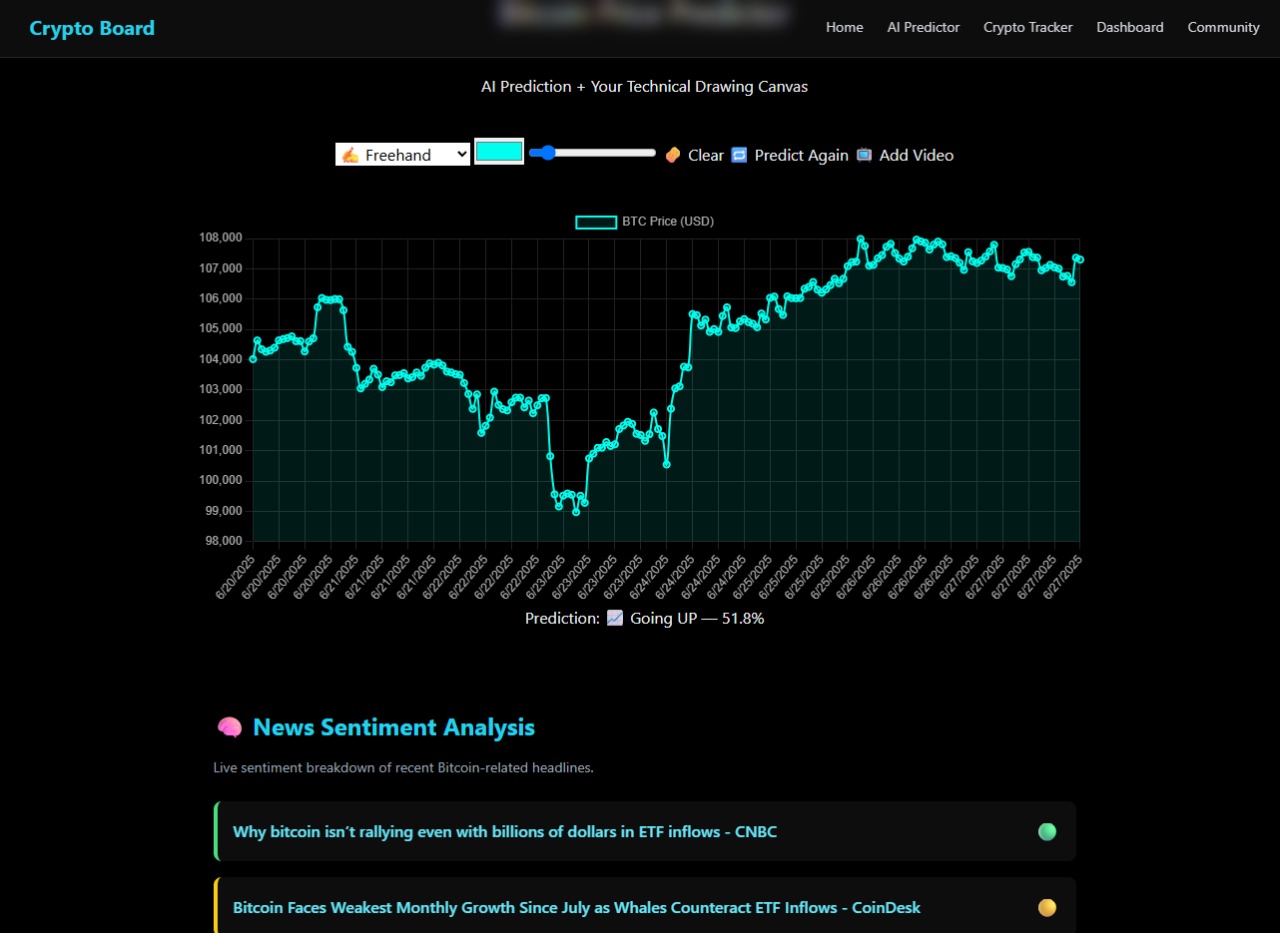 Crypto Board
Bitcoin Price Predictor
Home AI Predictor Crypto Tracker Dashboard Community
AI Prediction + Your Technical Drawing Canvas
Freehand Clear Predict Again Add Video
BTC Price (USD)
108,000
107,000
106,000
105,000
104,000
103,000
102,000
101,000
100,000
99,000
98,000
6/20/2025 6/20/2025 6/20/2025 6/20/2025 6/21/2025 6/21/2025 6/21/2025 6/21/2025 6/22/2025 6/22/2025 6/22/2025 6/22/2025 6/23/2025 6/23/2025 6/23/2025 6/23/2025 6/24/2025 6/24/2025 6/24/2025 6/24/2025 6/25/2025 6/25/2025 6/25/2025 6/25/2025 6/26/2025 6/26/2025 6/26/2025 6/26/2025 6/27/2025 6/27/2025 6/27/2025 6/27/2025 6/27/2025
Prediction: 📈 Going UP — 51.8%
News Sentiment Analysis
Live sentiment breakdown of recent Bitcoin-related headlines.
Why bitcoin isn't rallying even with billions of dollars in ETF inflows - CNBC
Bitcoin Faces Weakest Monthly Growth Since July as Whales Counteract ETF Inflows - CoinDesk